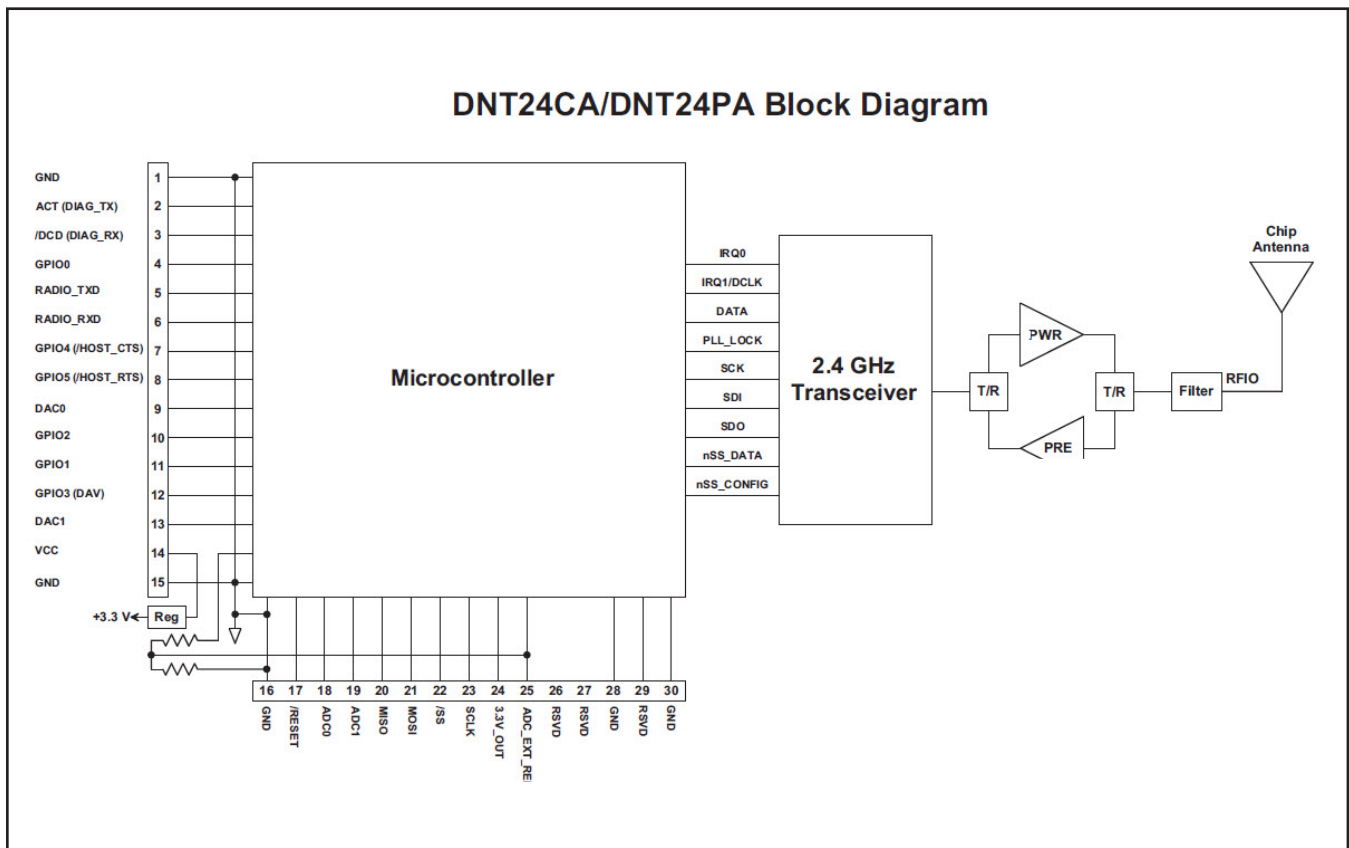 DNT24CA/DNT24PA Block Diagram
GND 1
ACT (DIAG_TX) 2
/DCD (DIAG_RX) 3
GPIO0 4
RADIO_TXD 5
RADIO_RXD 6
GPIO4 (/HOST_CTS) 7
GPIO5 (/HOST_RTS) 8
DAC0 9
GPIO2 10
GPIO1 11
GPIO3 (DAV) 12
DAC1 13
VCC 14
GND 15
+3.3 V Reg
Microcontroller
IRQ0
IRQ1/DCLK
DATA
PLL_LOCK
SCK
SDI
SDO
nSS_DATA
nSS_CONFIG
2.4 GHz
Transceiver
T/R
PWR
PRE
T/R
Filter
RFIO
Chip
Antenna
16 17 18 19 20 21 22 23 24 25 26 27 28 29 30
GND
/RESET
ADC0
ADC1
MISO
MOSI
/SS
SCLK
3.3V_OUT
ADC_EXT_RE
RSVD
RSVD
GND
RSVD
GND